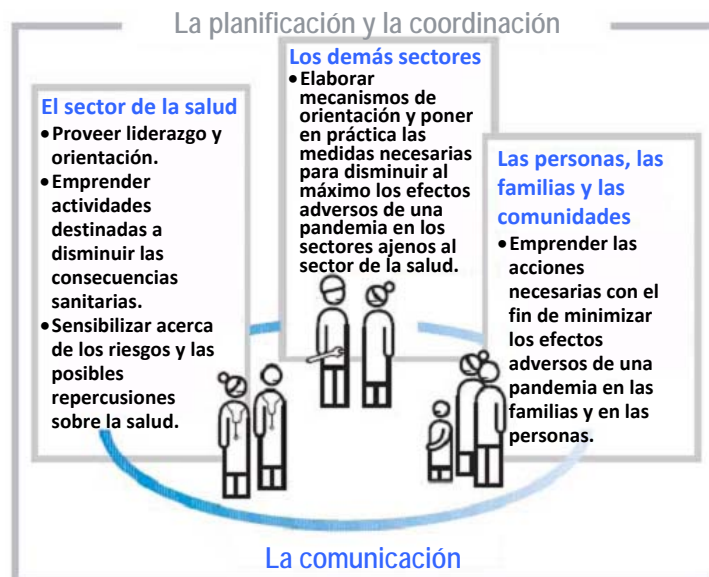 La planificación y la coordinación
El sector de la salud
• Proveer liderazgo y
orientación.
• Emprender
actividades
destinadas a
disminuir las
consecuencias
sanitarias.
• Sensibilizar acerca
de los riesgos y las
posibles
repercusiones
sobre la salud.
Los demás sectores
• Elaborar
mecanismos de
orientación y poner
en práctica las
medidas necesarias
para disminuir al
máximo los efectos
adversos de una
pandemia en los
sectores ajenos al
sector de la salud.
Las personas, las
familias y las
comunidades
• Emprender las
acciones
necesarias con el
fin de minimizar
los efectos
adversos de una
pandemia en las
familias y en las
personas.
La comunicación